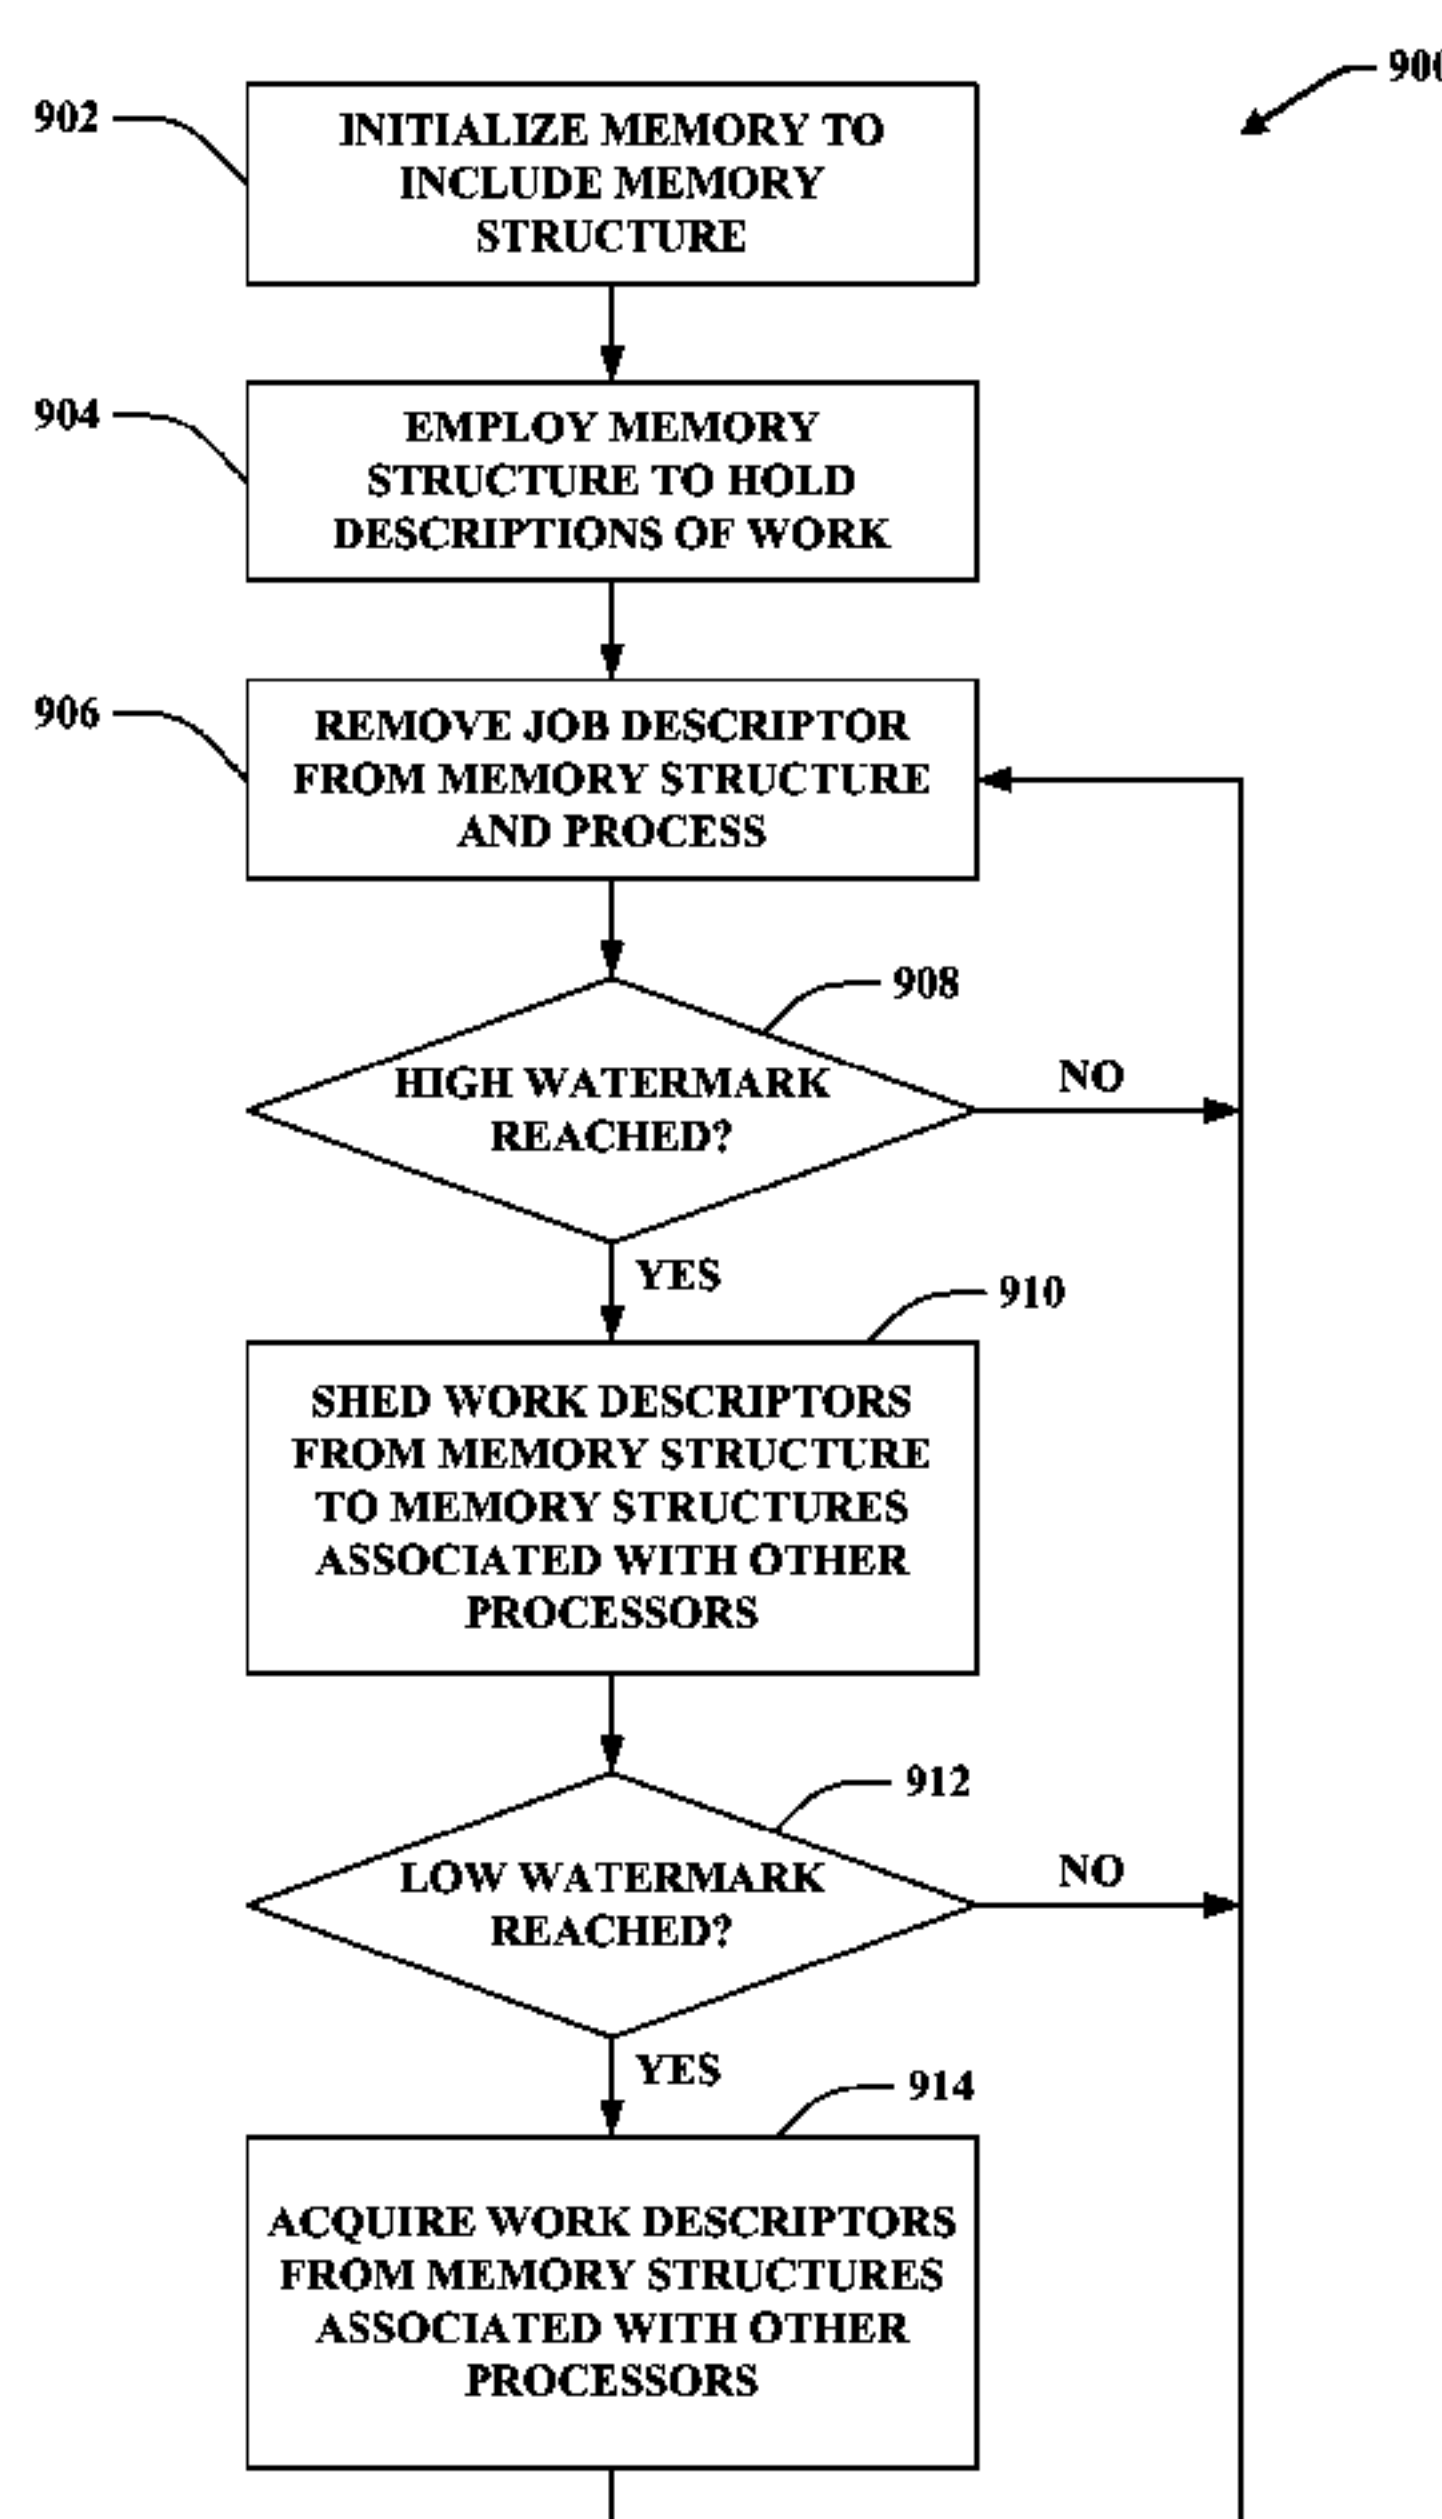 902
INITIALIZE MEMORY TO
INCLUDE MEMORY
STRUCTURE
904
EMPLOY MEMORY
STRUCTURE TO HOLD
DESCRIPTIONS OF WORK
906
REMOVE JOB DESCRIPTOR
FROM MEMORY STRUCTURE
AND PROCESS
908
HIGH WATERMARK
REACHED?
NO
YES
910
SHED WORK DESCRIPTORS
FROM MEMORY STRUCTURE
TO MEMORY STRUCTURES
ASSOCIATED WITH OTHER
PROCESSORS
912
LOW WATERMARK
REACHED?
NO
YES
914
ACQUIRE WORK DESCRIPTORS
FROM MEMORY STRUCTURES
ASSOCIATED WITH OTHER
PROCESSORS